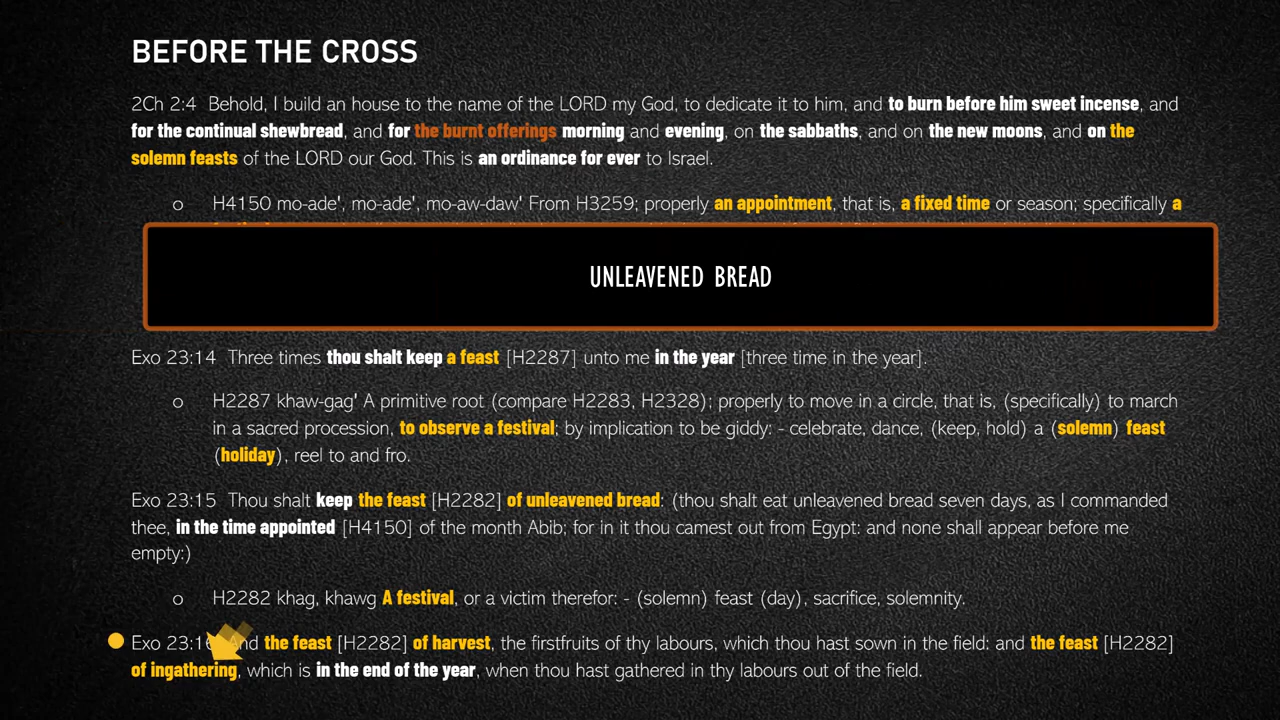 BEFORE THE CROSS
2Ch 2:4 Behold, I build an house to the name of the LORD my God, to dedicate it to him, and to burn before him sweet incense, and
for the continual shewbread, and for the burnt offerings morning and evening, on the sabbaths, and on the new moons, and on the
solemn feasts of the LORD our God. This is an ordinance for ever to Israel.
o H4150 mo-ade', mo-ade', mo-aw-daw' From H3259; properly an appointment, that is, a fixed time or season; specifically a
UNLEAVENED BREAD
Exo 23:14 Three times thou shalt keep a feast [H2287] unto me in the year [three time in the year].
o H2287 khaw-gag' A primitive root (compare H2283, H2328); properly to move in a circle, that is, (specifically) to march
in a sacred procession, to observe a festival; by implication to be giddy: - celebrate, dance, (keep, hold) a (solemn) feast
(holiday), reel to and fro.
Exo 23:15 Thou shalt keep the feast [H2282] of unleavened bread: (thou shalt eat unleavened bread seven days, as I commanded
thee, in the time appointed [H4150] of the month Abib; for in it thou camest out from Egypt: and none shall appear before me
empty:)
o H2282 khag, khawg A festival, or a victim therefor: - (solemn) feast (day), sacrifice, solemnity.
Exo 23:16 And the feast [H2282] of harvest, the firstfruits of thy labours, which thou hast sown in the field: and the feast [H2282]
of ingathering, which is in the end of the year, when thou hast gathered in thy labours out of the field.